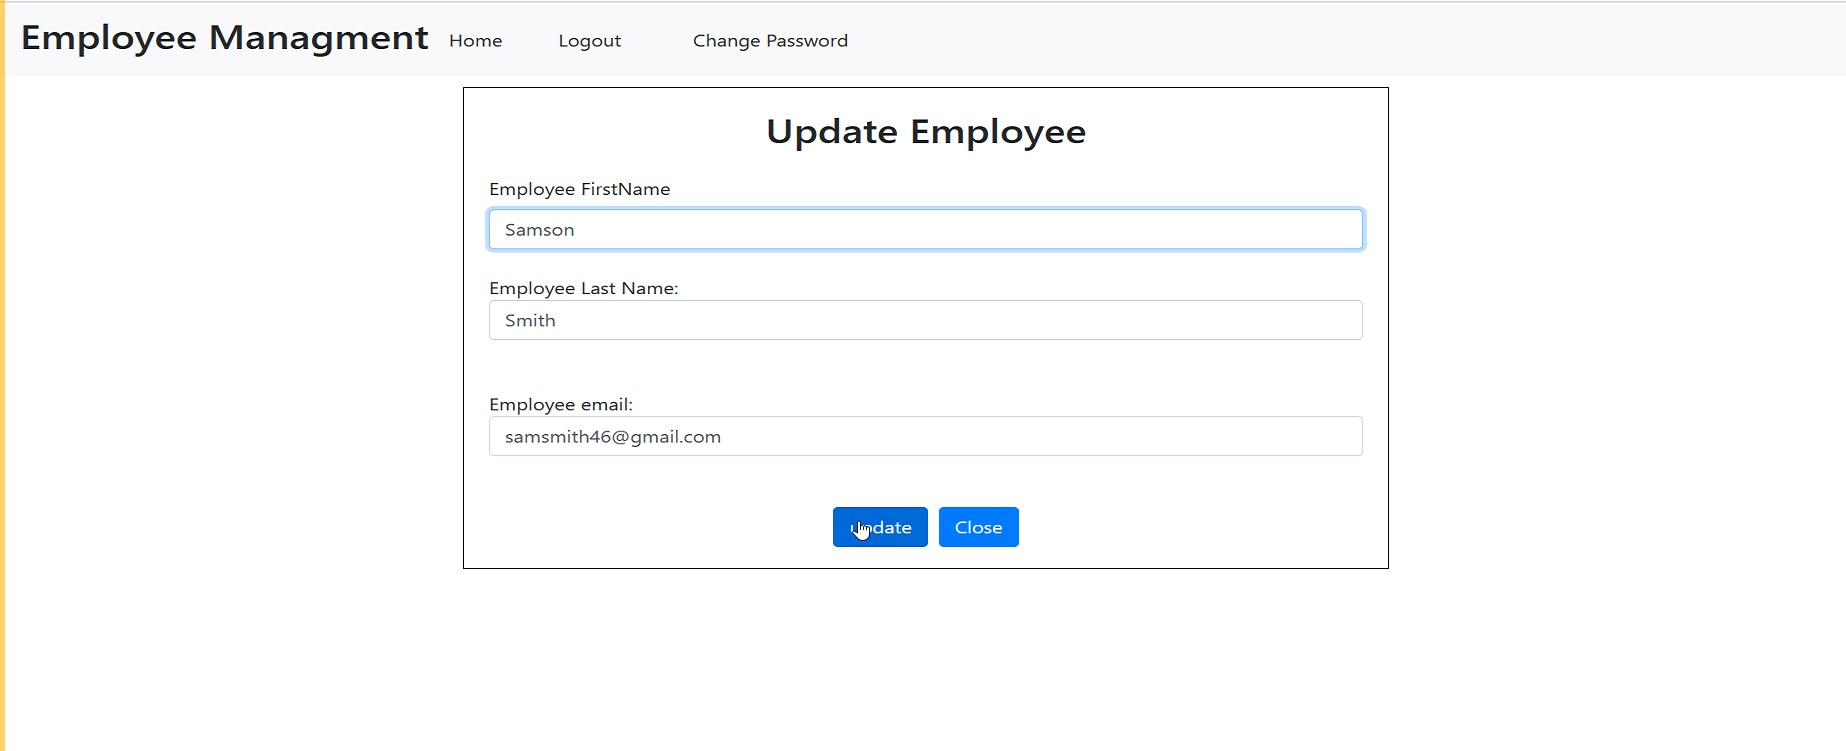 Employee Managment Home Logout Change Password
Update Employee
Employee FirstName
Samson
Employee Last Name:
Smith
Employee email:
samsmith46@gmail.com
Close